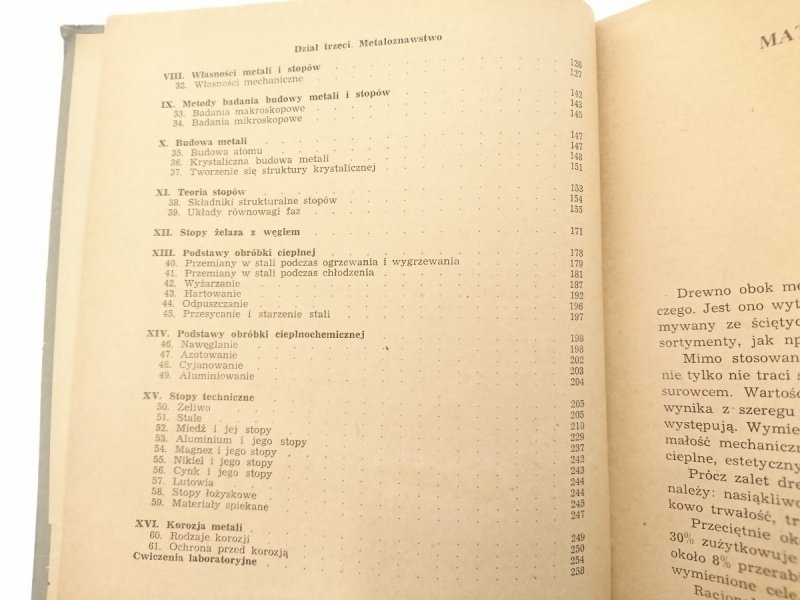 Dział trzeci. Metaloznawstwo
VIII. Własności metali i stopów 126
32. Własności mechaniczne 127
IX. Metody badania budowy metali i stopów 142
33. Badania makroskopowe 143
34. Badania mikroskopowe 145
X. Budowa metali 147
35. Budowa atomu 147
36. Krystaliczna budowa metali 148
37. Tworzenie się struktury krystalicznej 151
XI. Teoria stopów 153
38. Składniki strukturalne stopów 154
39. Układy równowagi faz 155
XII. Stopy żelaza z węglem 171
XIII. Podstawy obróbki cieplnej 178
40. Przemiany w stali podczas ogrzewania i wygrzewania 179
41. Przemiany w stali podczas chłodzenia 181
42. Wyżarzanie 187
43. Hartowanie 192
44. Odpuszczanie 196
45. Przesycanie i starzenie stali 197
XIV. Podstawy obróbki cieplnochemicznej 198
46. Nawęglanie 198
47. Azotowanie 202
48. Cyjanowanie 203
49. Aluminiowanie 204
XV. Stopy techniczne 205
50. Żeliwo 205
51. Stale 210
52. Miedź i jej stopy 229
53. Aluminium i jego stopy 237
54. Magnez i jego stopy 242
55. Nikiel i jego stopy 243
56. Cynk i jego stopy 244
57. Lutowia 244
58. Stopy łożyskowe 245
59. Materiały spiekane 247
XVI. Korozja metali 249
60. Rodzaje korozji 250
61. Ochrona przed korozją 254
Ćwiczenia laboratoryjne 258
MAT
Drewno obok me
czego. Jest ono wyt
mywany ze ściętyc
sortymenty, jak np
Mimo stosowan
nie tylko nie traci s
surowcem. Wartość
wynika z szeregu
występują. Wymie
małość mechaniczn
cieplne, estetyczny
Prócz zalet dre
należy: nasiąkliwo
kowo trwałość, tr
Przeciętnie ok
30% zużytkowuje
około 8% przerab
wymienione cele
Racjonal